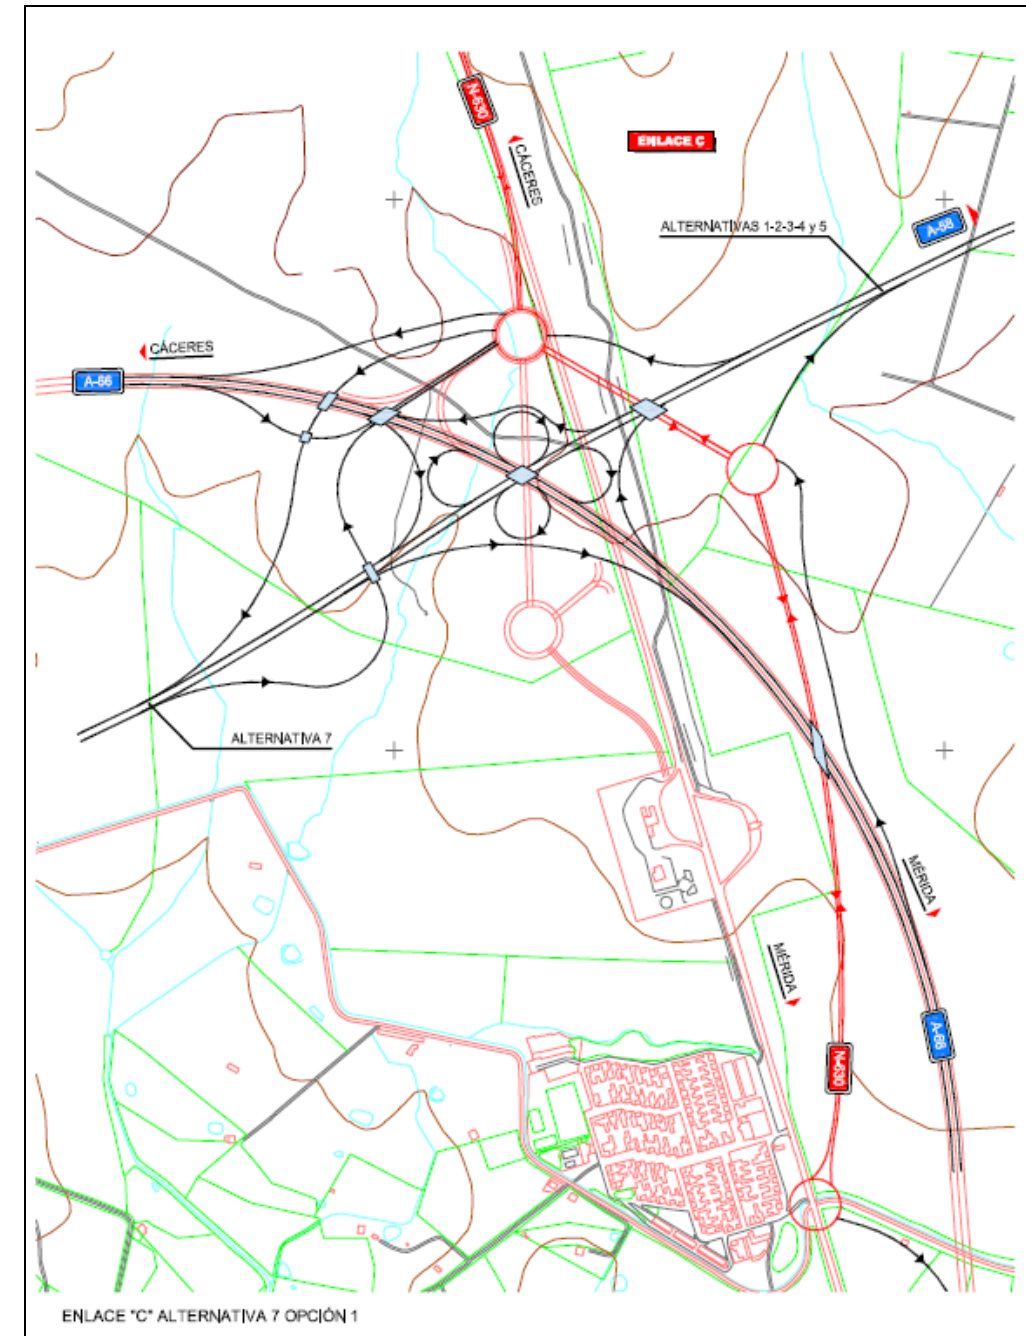 N-630
CÁCERES
ENLACE C
ALTERNATIVAS 1-2-3-4 y 5
A-58
CÁCERES
A-66
ALTERNATIVA 7
MÉRIDA
MÉRIDA
A-66
N-630
ENLACE "C" ALTERNATIVA 7 OPCIÓN 1